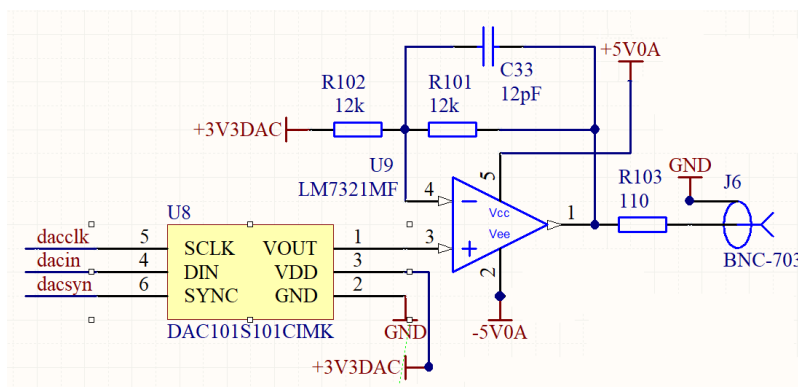 +5V0A
C33
12pF
R102
12k
R101
12k
+3V3DAC
U9
LM7321MF
4
5
Vcc
Vee
1
3
2
R103
110
GND
J6
BNC-703
-5V0A
U8
dacclk
5
SCLK
VOUT
1
dacin
4
DIN
VDD
3
dacsyn
6
SYNC
GND
2
DAC101S101CIMK
GND
+3V3DAC